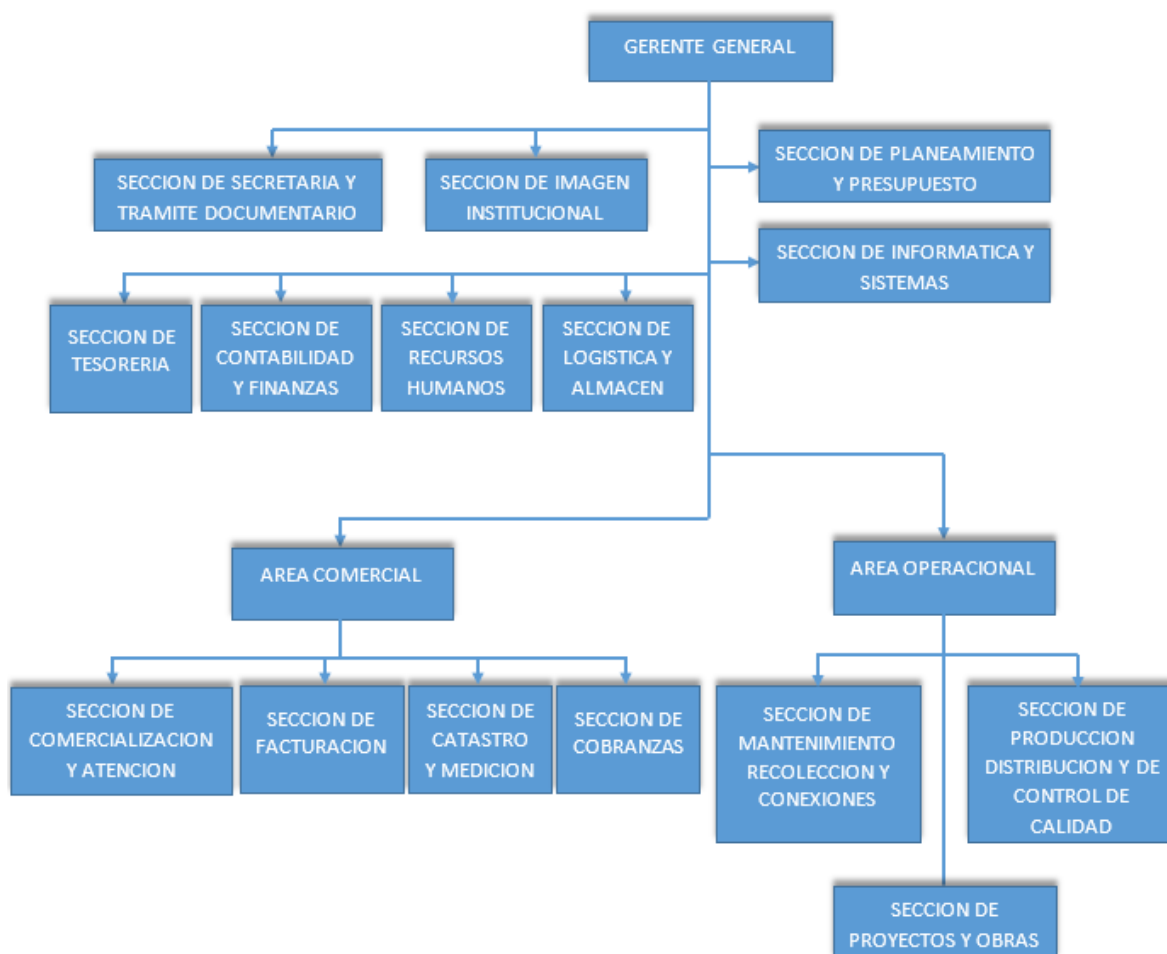 GERENTE GENERAL
SECCION DE SECRETARIA Y
TRAMITE DOCUMENTARIO
SECCION DE IMAGEN
INSTITUCIONAL
SECCION DE PLANEAMIENTO
Y PRESUPUESTO
SECCION DE INFORMATICA Y
SISTEMAS
SECCION DE
TESORERIA
SECCION DE
CONTABILIDAD
Y FINANZAS
SECCION DE
RECURSOS
HUMANOS
SECCION DE
LOGISTICA Y
ALMACEN
AREA COMERCIAL
AREA OPERACIONAL
SECCION DE
COMERCIALIZACION
Y ATENCION
SECCION DE
FACTURACION
SECCION DE
CATASTRO
Y MEDICION
SECCION DE
COBRANZAS
SECCION DE
MANTENIMIENTO
RECOLECCION Y
CONEXIONES
SECCION DE
PRODUCCION
DISTRIBUCION Y DE
CONTROL DE
CALIDAD
SECCION DE
PROYECTOS Y OBRAS